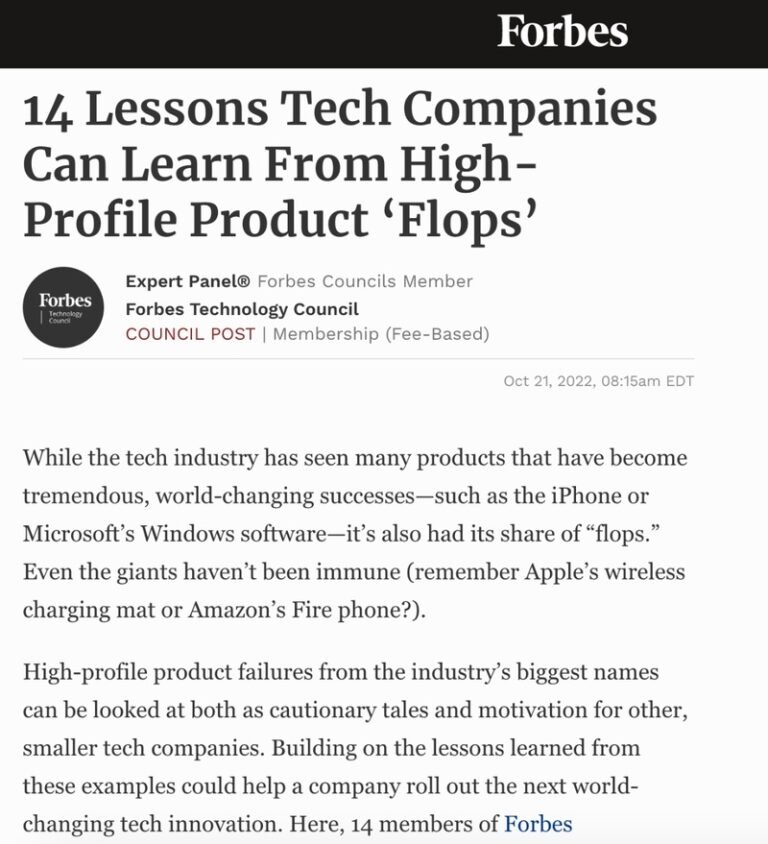 Forbes
14 Lessons Tech Companies
Can Learn From High-
Profile Product ‘Flops’
Forbes
Technology
Council
Expert Panel® Forbes Councils Member
Forbes Technology Council
COUNCIL POST | Membership (Fee-Based)
Oct 21, 2022, 08:15am EDT
While the tech industry has seen many products that have become
tremendous, world-changing successes—such as the iPhone or
Microsoft’s Windows software—it’s also had its share of “flops.”
Even the giants haven’t been immune (remember Apple’s wireless
charging mat or Amazon’s Fire phone?).
High-profile product failures from the industry’s biggest names
can be looked at both as cautionary tales and motivation for other,
smaller tech companies. Building on the lessons learned from
these examples could help a company roll out the next world-
changing tech innovation. Here, 14 members of Forbes